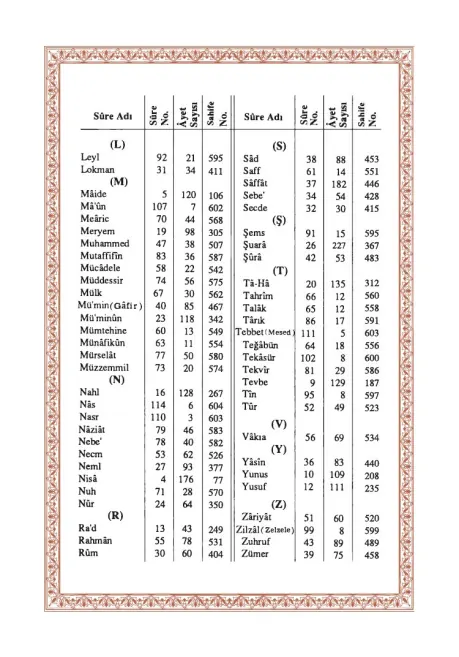 Sûre Adı Sûre No. Âyet Sayısı Sahife No.
(L)
Leyl 92 21 595
Lokman 31 34 411
(M)
Mâide 5 120 106
Mâ'ûn 107 7 602
Meâric 70 44 568
Meryem 19 98 305
Muhammed 47 38 507
Mutaffifîn 83 36 587
Mücâdele 58 22 542
Müddessir 74 56 575
Mülk 67 30 562
Mü'min(Gâfir) 40 85 467
Mü'minûn 23 118 342
Mümtehine 60 13 549
Münâfikûn 63 11 554
Mürselât 77 50 580
Müzzemmil 73 20 574
(N)
Nahl 16 128 267
Nâs 114 6 604
Nasr 110 3 603
Nâziât 79 46 583
Nebe' 78 40 582
Necm 53 62 526
Neml 27 93 377
Nisâ 4 176 77
Nuh 71 28 570
Nûr 24 64 350
(R)
Ra'd 13 43 249
Rahmân 55 78 531
Rûm 30 60 404
Sûre Adı Sûre No. Âyet Sayısı Sahife No.
(S)
Sâd 38 88 453
Saff 61 14 551
Sâffât 37 182 446
Sebe' 34 54 428
Secde 32 30 415
(Ş)
Şems 91 15 595
Şuarâ 26 227 367
Şûrâ 42 53 483
(T)
Tâ-Hâ 20 135 312
Tahrîm 66 12 560
Talâk 65 12 558
Târık 86 17 591
Tebbet(Mesed) 111 5 603
Teğâbün 64 18 556
Tekâsür 102 8 600
Tekvîr 81 29 586
Tevbe 9 129 187
Tîn 95 8 597
Tûr 52 49 523
(V)
Vâkıa 56 69 534
(Y)
Yâsîn 36 83 440
Yunus 10 109 208
Yusuf 12 111 235
(Z)
Zâriyât 51 60 520
Zilzâl(Zelzele) 99 8 599
Zuhruf 43 89 489
Zümer 39 75 458